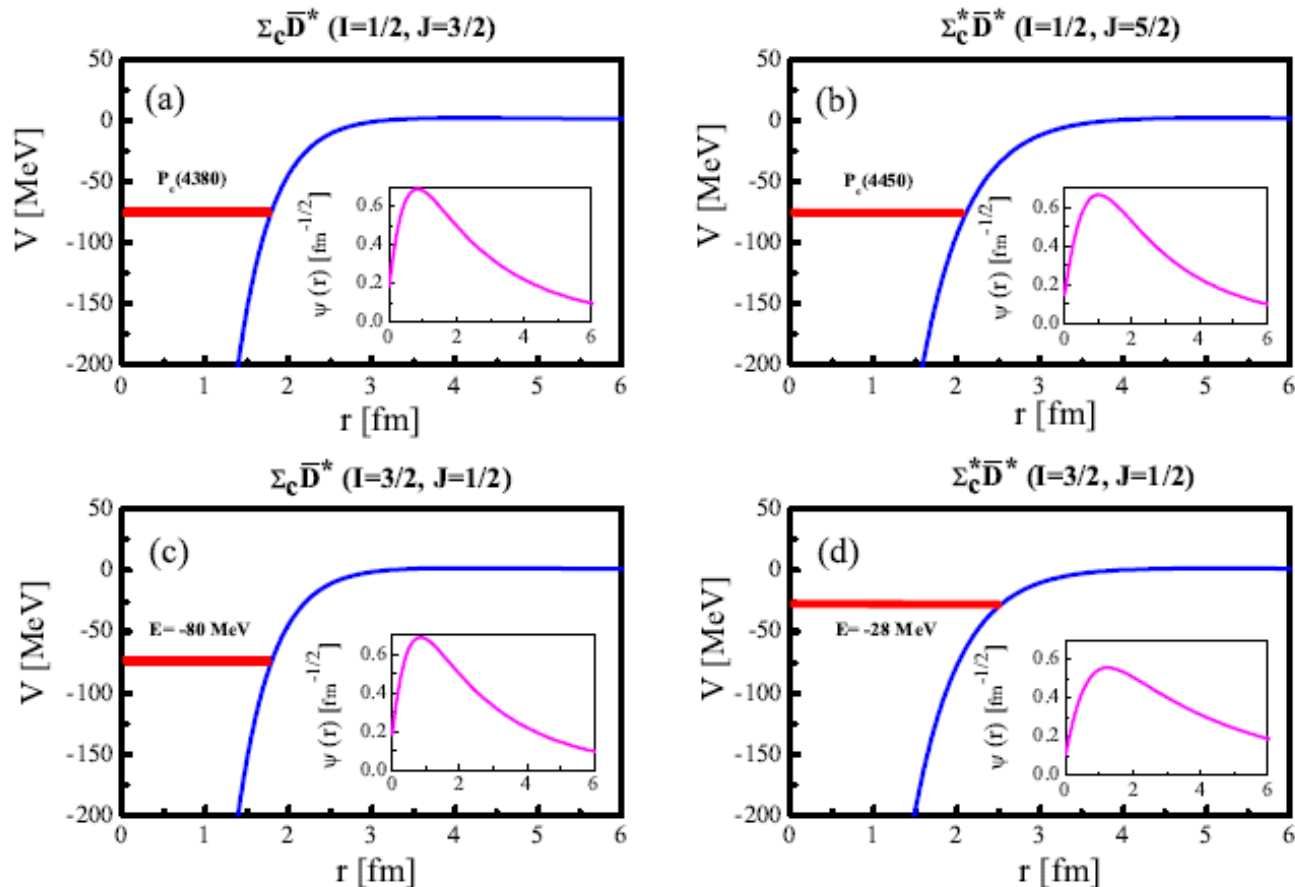 Σc D̅* (I=1/2, J=3/2)
(a)
V [MeV]
50
0
-50
-100
-150
-200
P c (4380)
ψ (r) [fm^-1/2]
0.6
0.4
0.2
0.0
0 2 4 6
0 1 2 3 4 5 6
r [fm]
Σc* D̅* (I=1/2, J=5/2)
(b)
V [MeV]
50
0
-50
-100
-150
-200
P c (4450)
ψ (r) [fm^-1/2]
0.6
0.4
0.2
0.0
0 2 4 6
0 1 2 3 4 5 6
r [fm]
Σc D̅* (I=3/2, J=1/2)
(c)
V [MeV]
50
0
-50
-100
-150
-200
E= -80 MeV
ψ (r) [fm^-1/2]
0.6
0.4
0.2
0.0
0 2 4 6
0 1 2 3 4 5 6
r [fm]
Σc* D̅* (I=3/2, J=1/2)
(d)
V [MeV]
50
0
-50
-100
-150
-200
E= -28 MeV
ψ (r) [fm^-1/2]
0.6
0.4
0.2
0.0
0 2 4 6
0 1 2 3 4 5 6
r [fm]